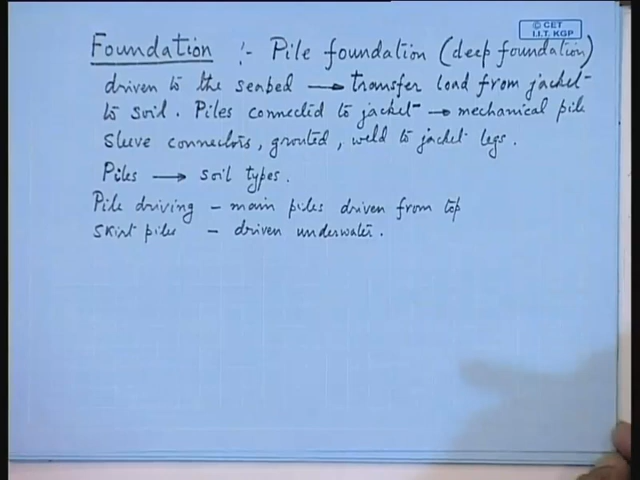 © CET
I.I.T. KGP
Foundation :- Pile foundation (deep foundation)
driven to the seabed → transfer load from jacket
to soil. Piles connected to jacket → mechanical pile
sleeve connectors, grouted, weld to jacket legs.
Piles → soil types.
Pile driving - main piles driven from top
Skirt piles - driven underwater.